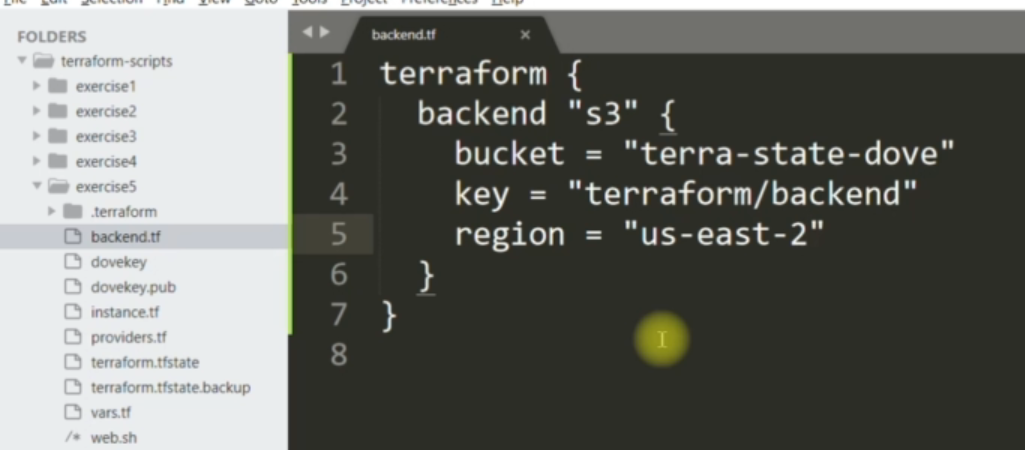 File Edit Selection Find View Goto Tools Project Preferences Help
FOLDERS
terraform-scripts
exercise1
exercise2
exercise3
exercise4
exercise5
.terraform
backend.tf
dovekey
dovekey.pub
instance.tf
providers.tf
terraform.tfstate
terraform.tfstate.backup
vars.tf
/* web.sh
backend.tf ×
1 terraform {
2 backend "s3" {
3 bucket = "terra-state-dove"
4 key = "terraform/backend"
5 region = "us-east-2"
6 }
7 }
8